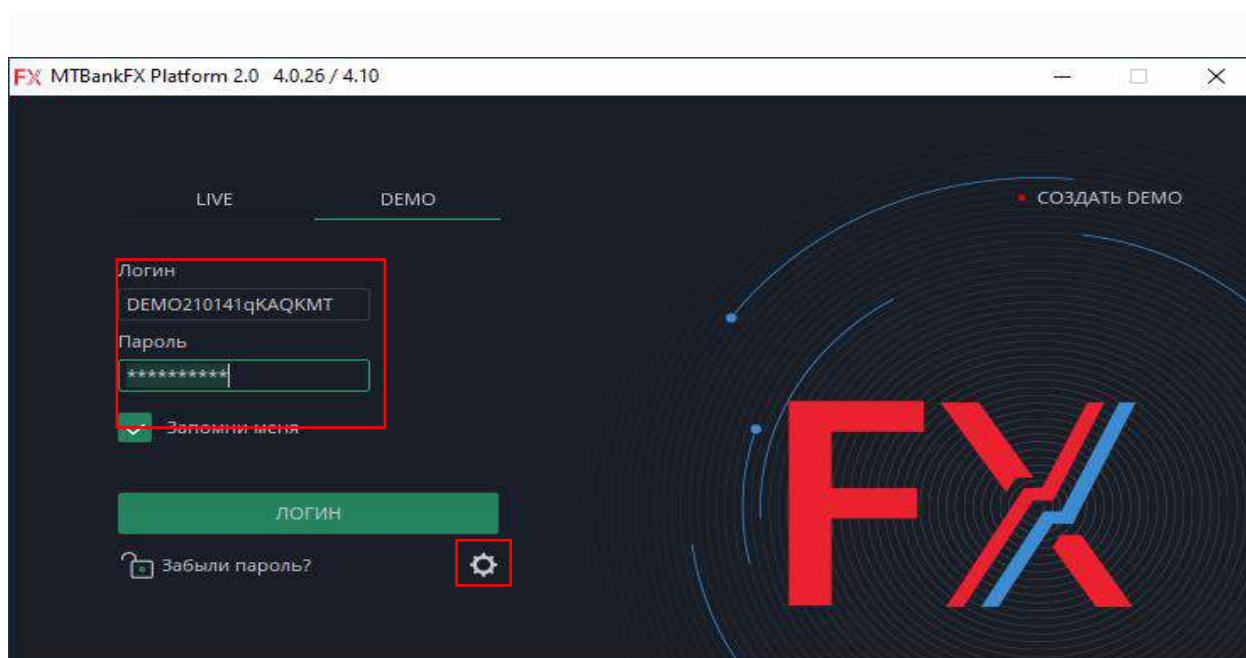 FX MTBankFX Platform 2.0 4.0.26 / 4.10
LIVE DEMO
СОЗДАТЬ DEMO
Логин
DEMO210141qKAQKMT
Пароль
**********
Запомни меня
ЛОГИН
Забыли пароль?
FX